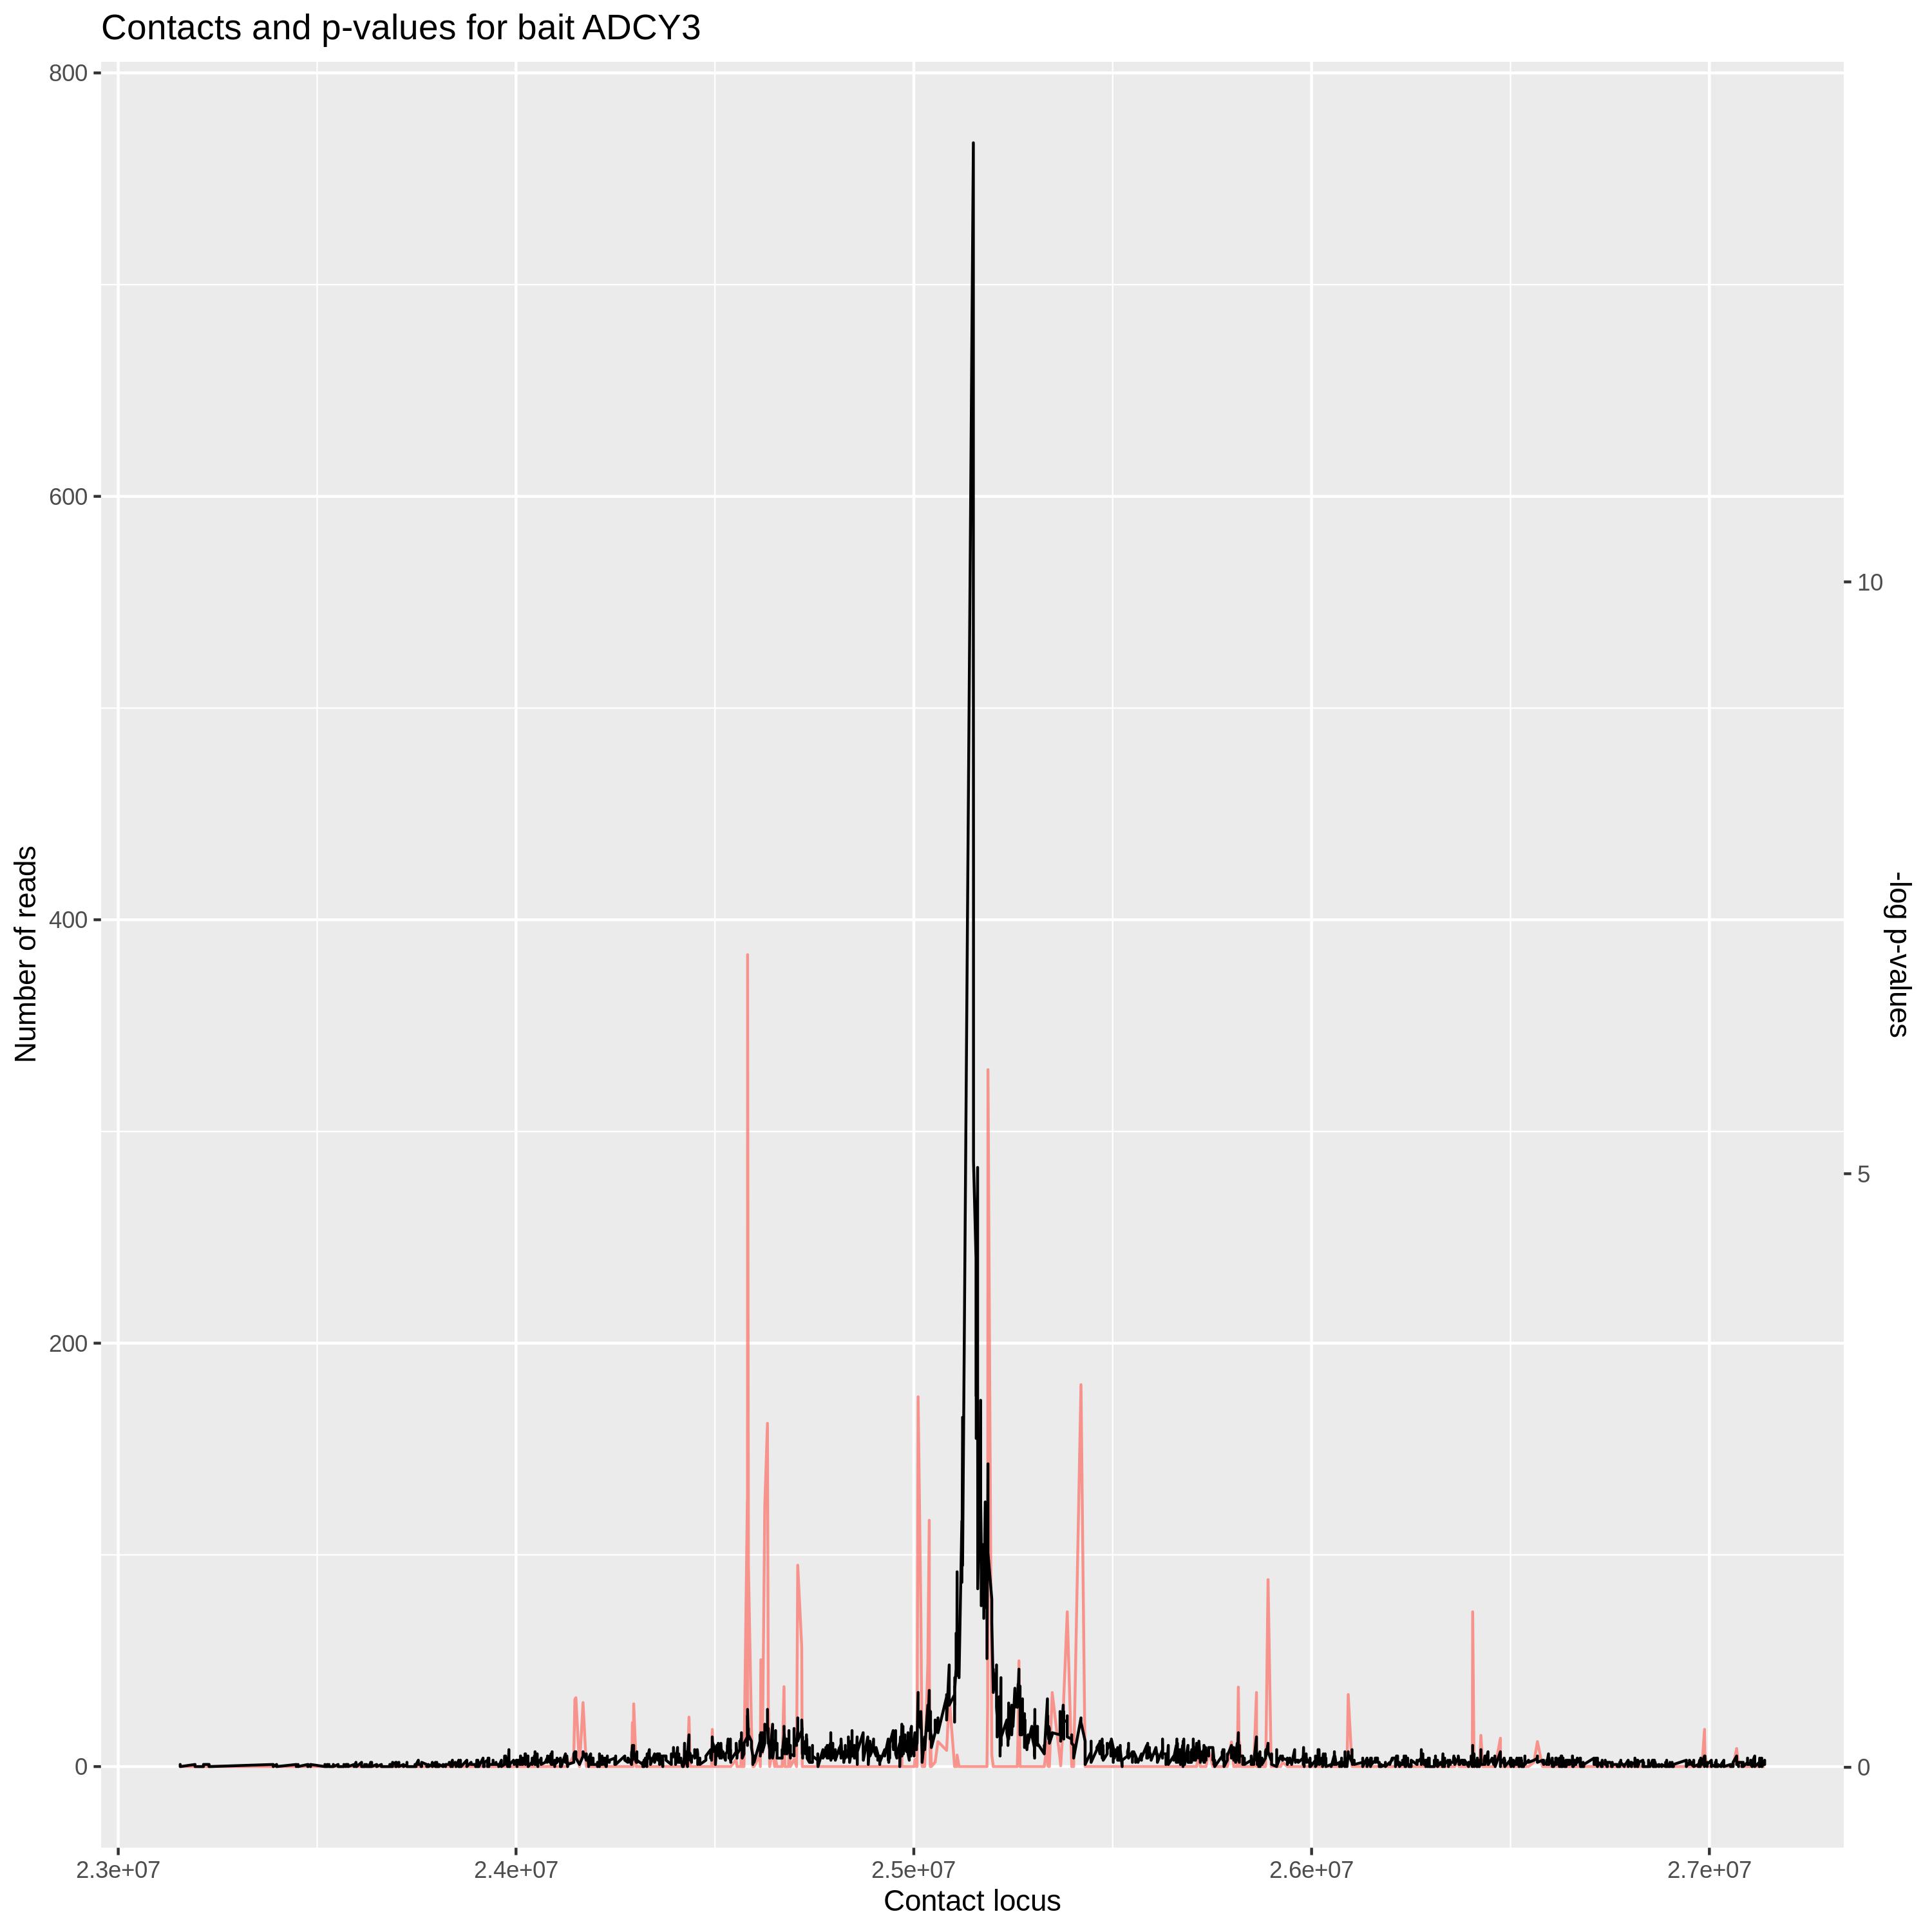 Contacts and p-values for bait ADCY3
800
600
400
200
0
Number of reads
10
5
0
-log p-values
2.3e+07
2.4e+07
2.5e+07
2.6e+07
2.7e+07
Contact locus